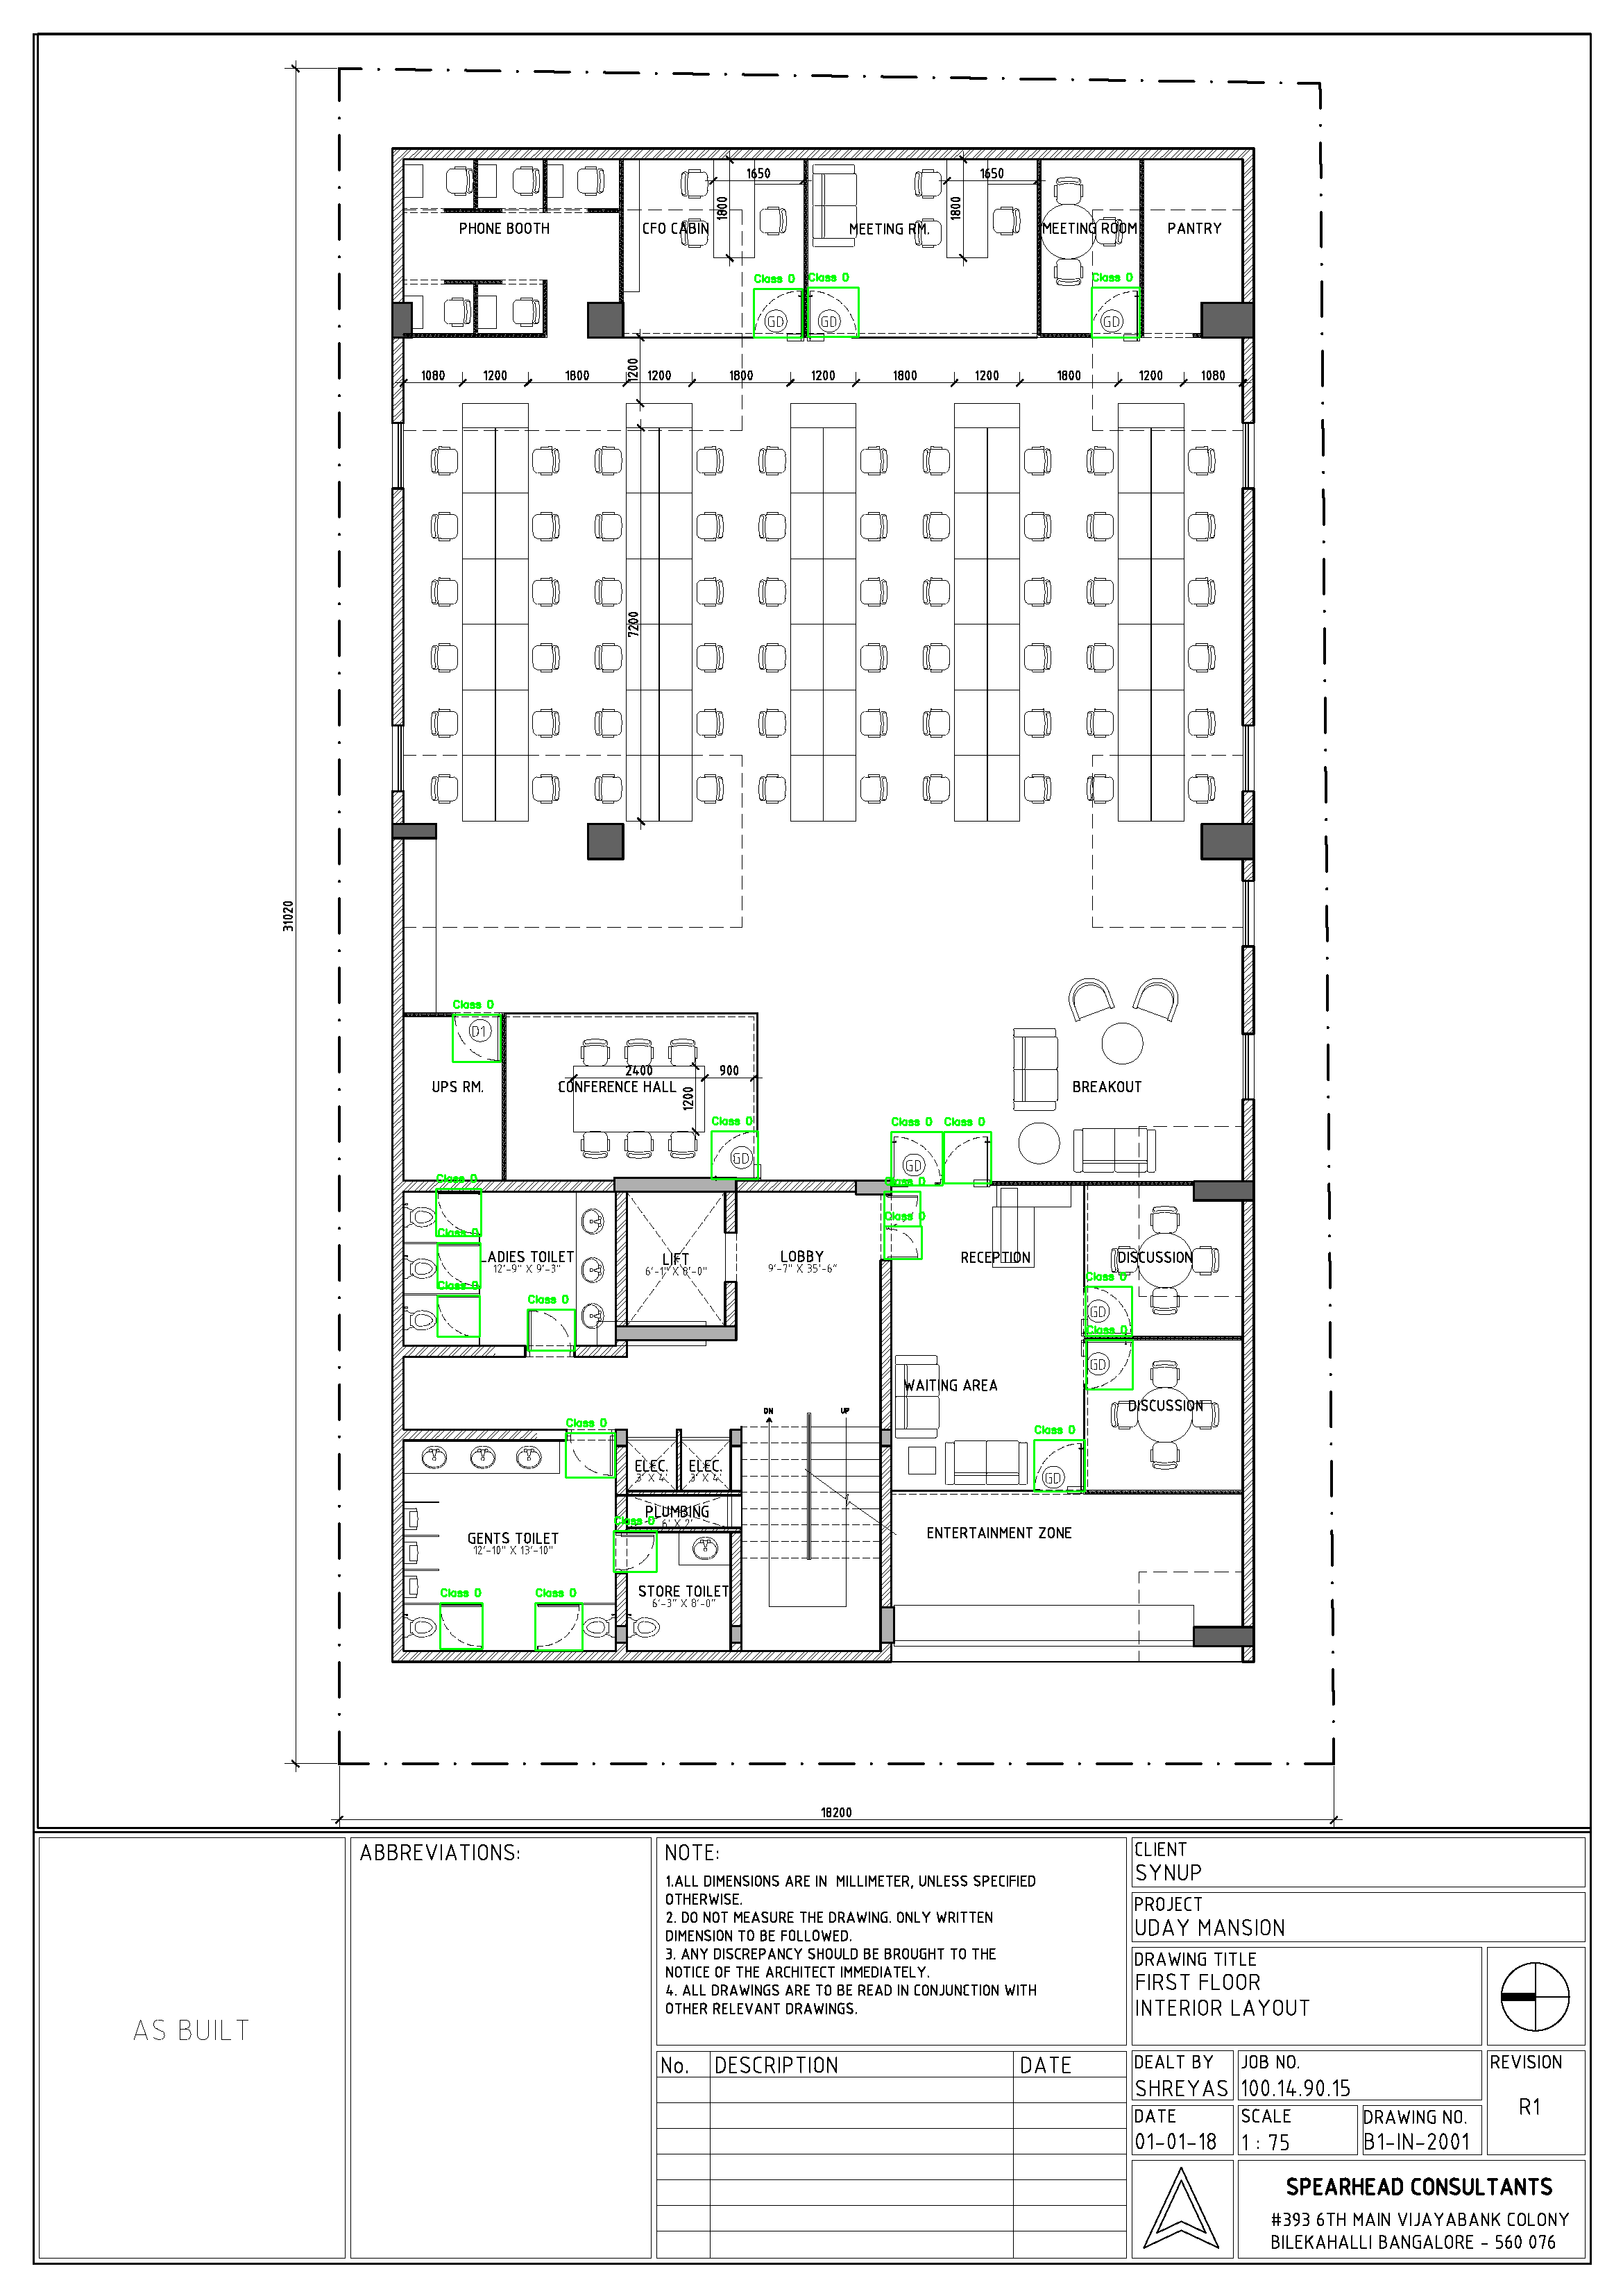 1650
1650
1800
1800
PHONE BOOTH
CFO CABIN
MEETING RM.
MEETING ROOM
PANTRY
Class 0
Class 0
Class 0
GD
GD
GD
1200
1080
1200
1800
1200
1800
1200
1800
1200
1800
1200
1080
7200
31020
Class 0
D1
UPS RM.
CONFERENCE HALL
2400
900
1200
BREAKOUT
Class 0
GD
Class 0
Class 0
GD
Class 0
Class 0
Class 0
Class 0
Class 0
LADIES TOILET
12'-9" X 9'-3"
LIFT
6'-1" X 8'-0"
LOBBY
9'-7" X 35'-6"
RECEPTION
DISCUSSION
Class 0
Class 0
GD
Class 0
GD
WAITING AREA
DISCUSSION
DN
UP
Class 0
Class 0
GD
ELEC.
3' X 4'
ELEC.
3' X 4'
PLUMBING
6' X 2'
Class 0
ENTERTAINMENT ZONE
GENTS TOILET
12'-10" X 13'-10"
STORE TOILET
6'-3" X 8'-0"
Class 0
Class 0
18200
AS BUILT
ABBREVIATIONS:
NOTE:
1.ALL DIMENSIONS ARE IN MILLIMETER, UNLESS SPECIFIED
OTHERWISE.
2. DO NOT MEASURE THE DRAWING. ONLY WRITTEN
DIMENSION TO BE FOLLOWED.
3. ANY DISCREPANCY SHOULD BE BROUGHT TO THE
NOTICE OF THE ARCHITECT IMMEDIATELY.
4. ALL DRAWINGS ARE TO BE READ IN CONJUNCTION WITH
OTHER RELEVANT DRAWINGS.
No.
DESCRIPTION
DATE
CLIENT
SYNUP
PROJECT
UDAY MANSION
DRAWING TITLE
FIRST FLOOR
INTERIOR LAYOUT
DEALT BY
SHREYAS
JOB NO.
100.14.90.15
REVISION
R1
DATE
01-01-18
SCALE
1 : 75
DRAWING NO.
B1-IN-2001
SPEARHEAD CONSULTANTS
#393 6TH MAIN VIJAYABANK COLONY
BILEKAHALLI BANGALORE - 560 076